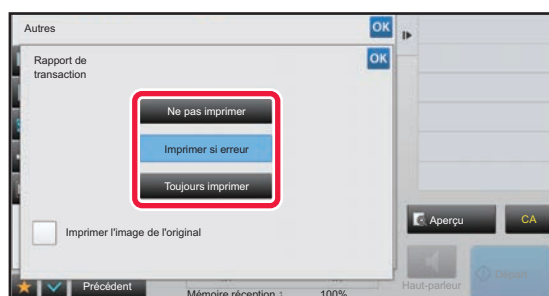 Autres
OK
Rapport de
transaction
OK
Ne pas imprimer
Imprimer si erreur
Toujours imprimer
Imprimer l'image de l'original
Aperçu
CA
Précédent
Mémoire réception :
100%
Haut-parleur
Départ